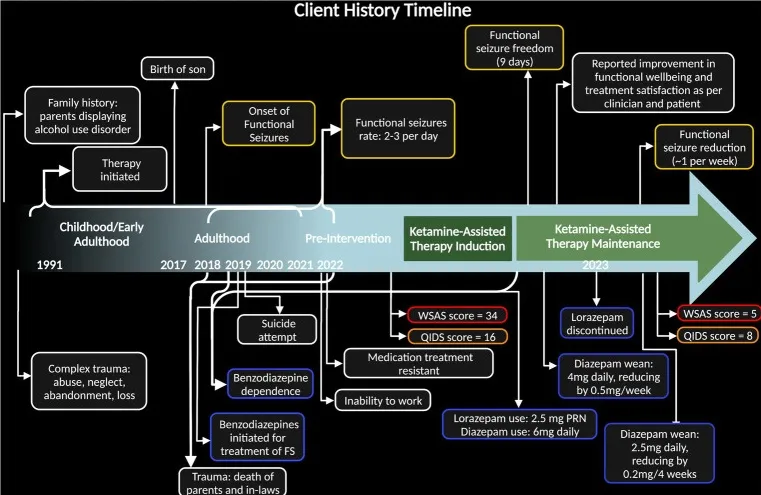 Client History Timeline
Family history:
parents displaying
alcohol use disorder
Therapy
initiated
Birth of son
Onset of
Functional
Seizures
Functional seizures
rate: 2-3 per day
Functional
seizure freedom
(9 days)
Reported improvement in
functional wellbeing and
treatment satisfaction as per
clinician and patient
Functional
seizure reduction
(~1 per week)
Childhood/Early
Adulthood
Adulthood
Pre-Intervention
Ketamine-Assisted
Therapy Induction
Ketamine-Assisted
Therapy Maintenance
1991
2017
2018
2019
2020
2021
2022
2023
Complex trauma:
abuse, neglect,
abandonment, loss
Suicide
attempt
Benzodiazepine
dependence
Benzodiazepines
initiated for
treatment of FS
Trauma: death of
parents and in-laws
WSAS score = 34
QIDS score = 16
Medication treatment
resistant
Inability to work
Lorazepam use: 2.5 mg PRN
Diazepam use: 6mg daily
Lorazepam
discontinued
Diazepam wean:
4mg daily, reducing
by 0.5mg/week
WSAS score = 5
QIDS score = 8
Diazepam wean:
2.5mg daily,
reducing by
0.2mg/4 weeks